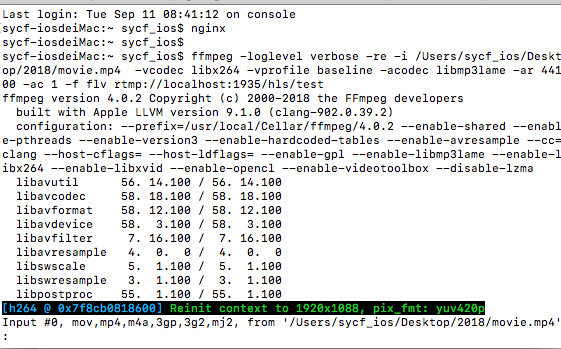 Last login: Tue Sep 11 08:41:12 on console
sycf-iosdeiMac:~ sycf_ios$ nginx
sycf-iosdeiMac:~ sycf_ios$
sycf-iosdeiMac:~ sycf_ios$ ffmpeg -loglevel verbose -re -i /Users/sycf_ios/Deskt
op/2018/movie.mp4  -vcodec libx264 -vprofile baseline -acodec libmp3lame -ar 441
00 -ac 1 -f flv rtmp://localhost:1935/hls/test
ffmpeg version 4.0.2 Copyright (c) 2000-2018 the FFmpeg developers
  built with Apple LLVM version 9.1.0 (clang-902.0.39.2)
  configuration: --prefix=/usr/local/Cellar/ffmpeg/4.0.2 --enable-shared --enabl
e-pthreads --enable-version3 --enable-hardcoded-tables --enable-avresample --cc=
clang --host-cflags= --host-ldflags= --enable-gpl --enable-libmp3lame --enable-l
ibx264 --enable-libxvid --enable-opencl --enable-videotoolbox --disable-lzma
  libavutil      56. 14.100 / 56. 14.100
  libavcodec     58. 18.100 / 58. 18.100
  libavformat    58. 12.100 / 58. 12.100
  libavdevice    58.  3.100 / 58.  3.100
  libavfilter     7. 16.100 /  7. 16.100
  libavresample   4.  0.  0 /  4.  0.  0
  libswscale      5.  1.100 /  5.  1.100
  libswresample   3.  1.100 /  3.  1.100
  libpostproc    55.  1.100 / 55.  1.100
[h264 @ 0x7f8cb0818600] Reinit context to 1920x1088, pix_fmt: yuv420p
Input #0, mov,mp4,m4a,3gp,3g2,mj2, from '/Users/sycf_ios/Desktop/2018/movie.mp4'
: